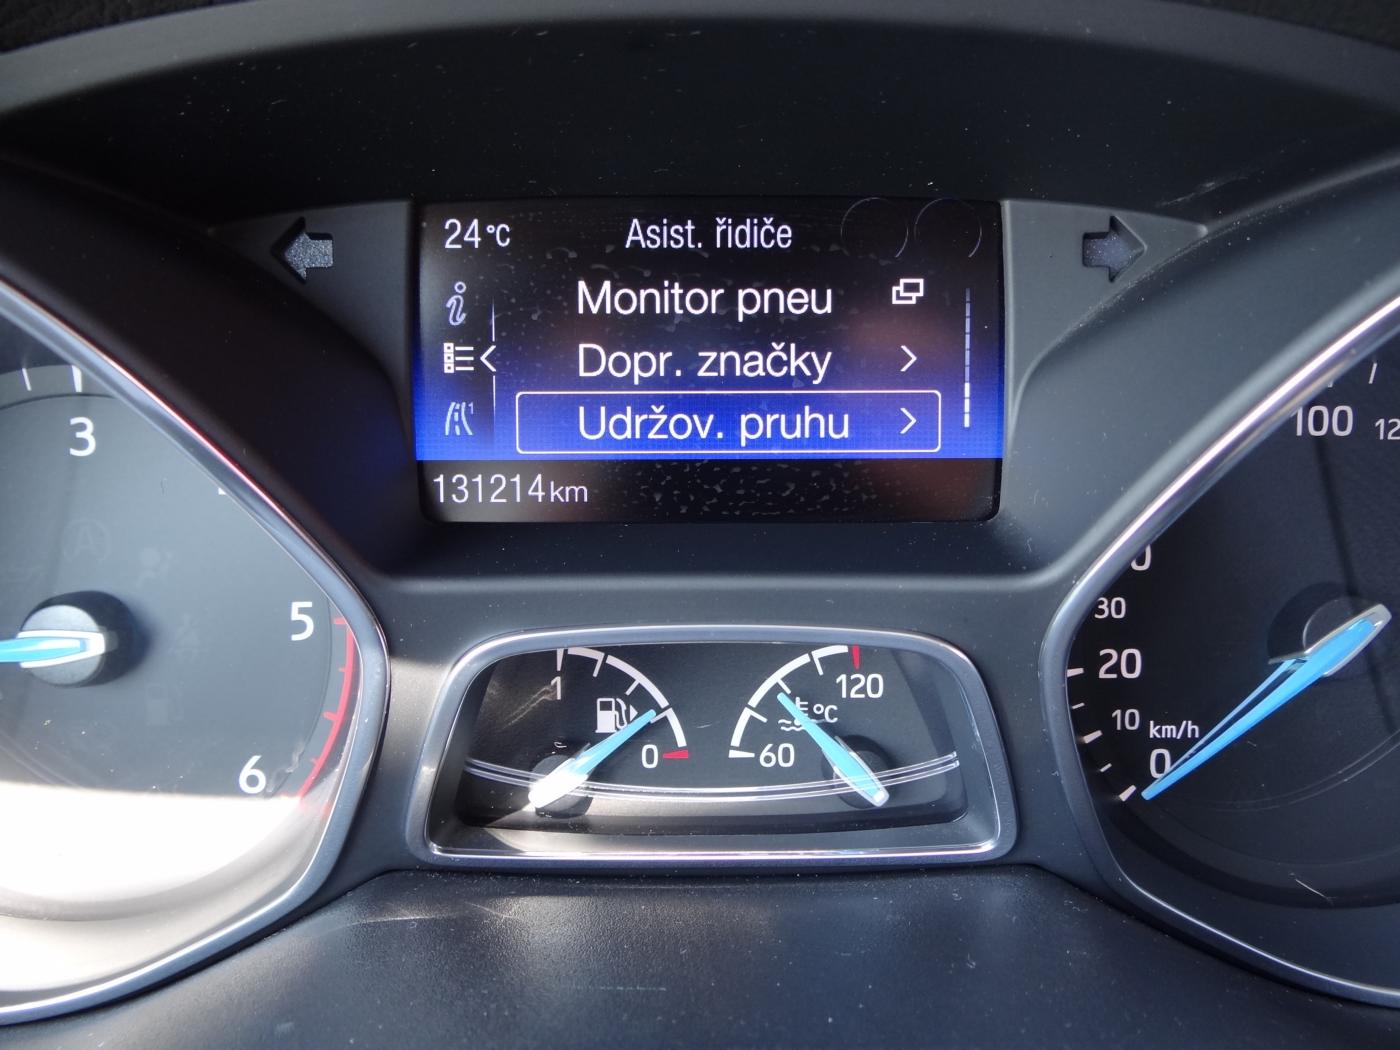 24°C Asist. řidiče
Monitor pneu
Dopr. značky
1
Udržov. pruhu
131214km
3
5
6
1
0
120
°C
60
100
30
20
10 km/h
0